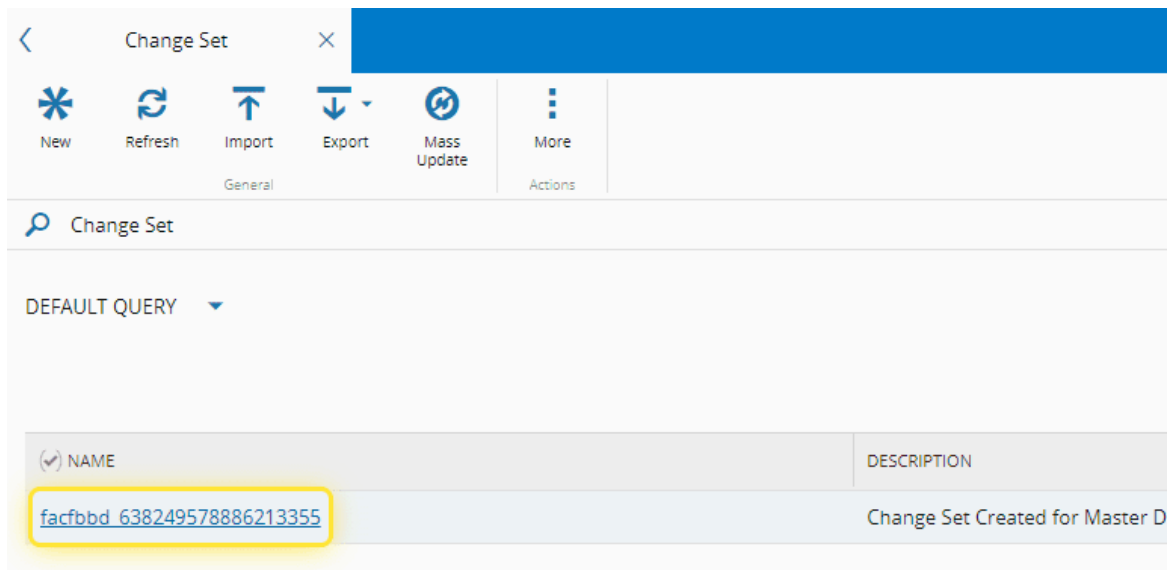 Change Set
New Refresh Import Export Mass Update More
General Actions
Change Set
DEFAULT QUERY
NAME DESCRIPTION
facfbbd_638249578886213355 Change Set Created for Master D